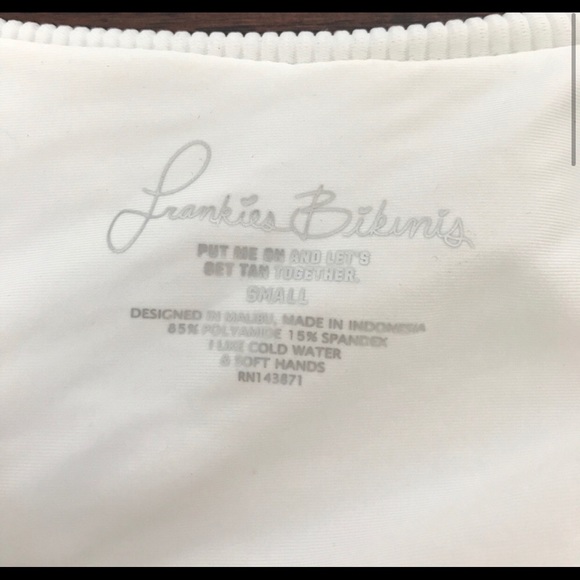 Frankies Bikinis
PUT ME ON AND LET'S
GET TAN TOGETHER.
SMALL
DESIGNED IN MALIBU, MADE IN INDONESIA
85% POLYAMIDE 15% SPANDEX
I LIKE COLD WATER
& SOFT HANDS
RN143871